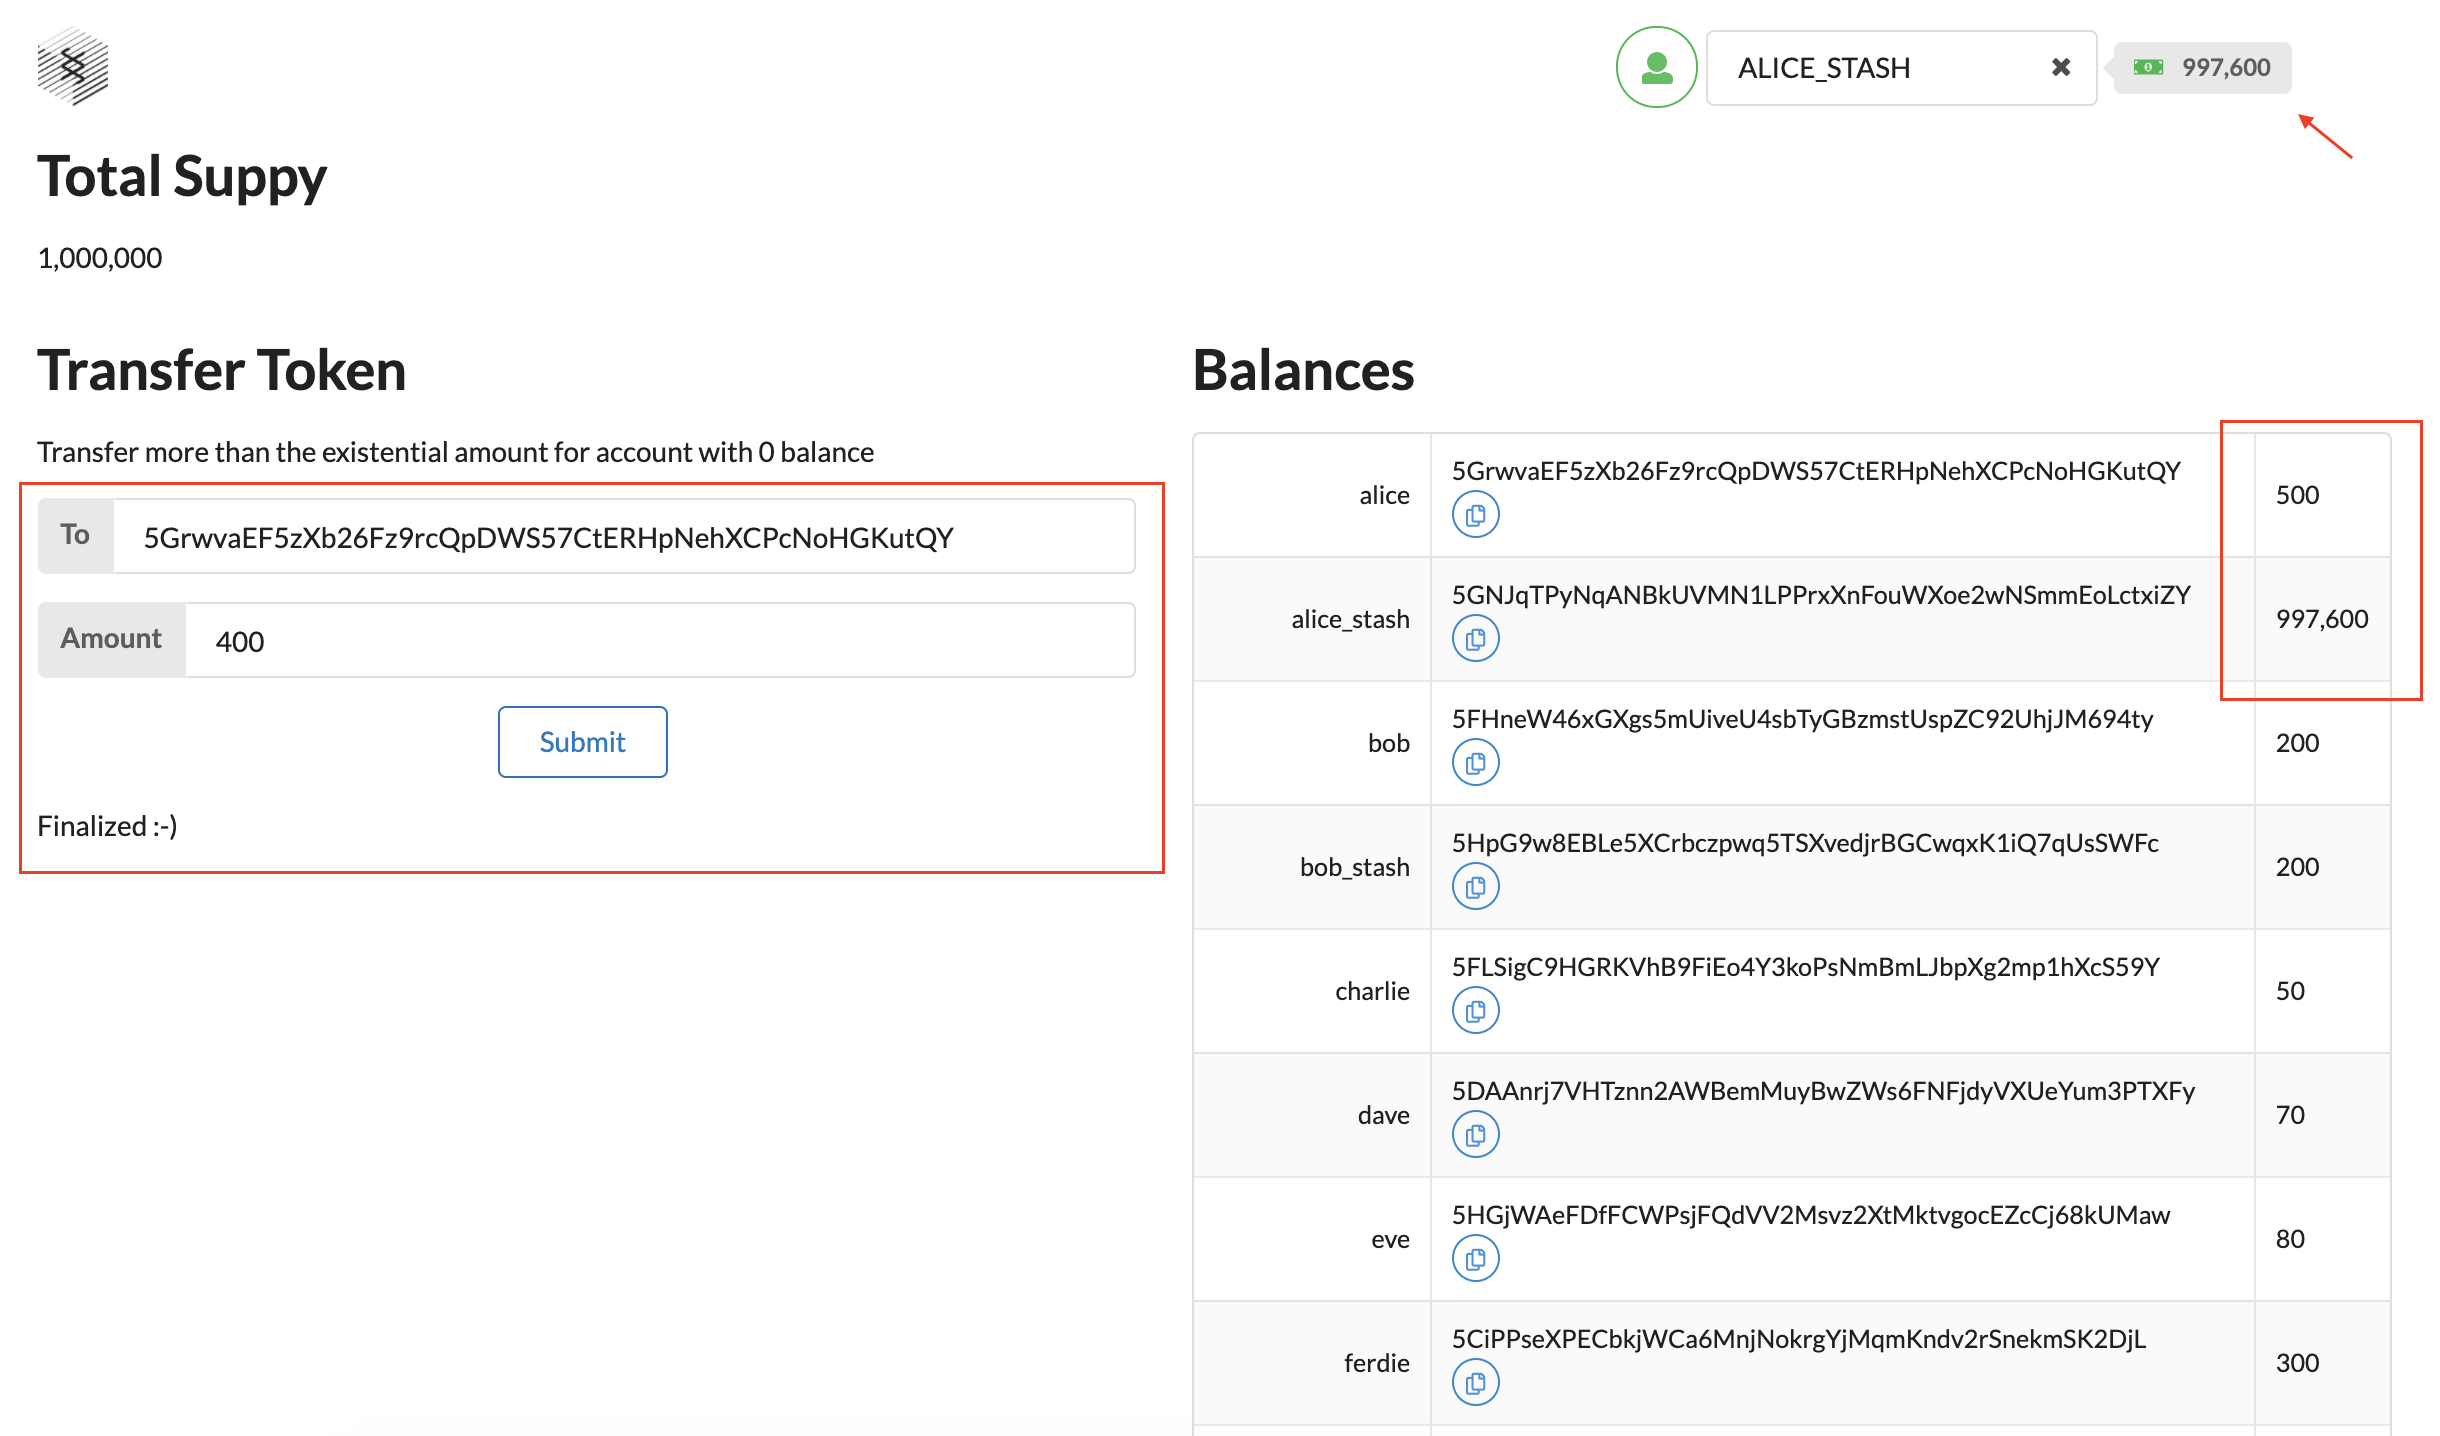 ALICE_STASH
997,600
Total Suppy
1,000,000
Transfer Token
Transfer more than the existential amount for account with 0 balance
To
5GrwvaEF5zXb26Fz9rcQpDWS57CtERHpNehXCPcNoHGKutQY
Amount
400
Submit
Finalized :-)
Balances
alice 5GrwvaEF5zXb26Fz9rcQpDWS57CtERHpNehXCPcNoHGKutQY 500
alice_stash 5GNJqTPyNqANBkUVMN1LPPrxXnFouWXoe2wNSmmEoLctxiZY 997,600
bob 5FHneW46xGXgs5mUiveU4sbTyGBzmstUspZC92UhjJM694ty 200
bob_stash 5HpG9w8EBLe5XCrbczpwq5TSXvedjrBGCwqxK1iQ7qUsSWFc 200
charlie 5FLSigC9HGRKVhB9FiEo4Y3koPsNmBmLJbpXg2mp1hXcS59Y 50
dave 5DAAnrj7VHTznn2AWBemMuyBwZWs6FNFjdyVXUeYum3PTXFy 70
eve 5HGjWAeFDfFCWPsjFQdVV2Msvz2XtMktvgocEZcCj68kUMaw 80
ferdie 5CiPPseXPECbkjWCa6MnjNokrgYjMqmKndv2rSnekmSK2DjL 300